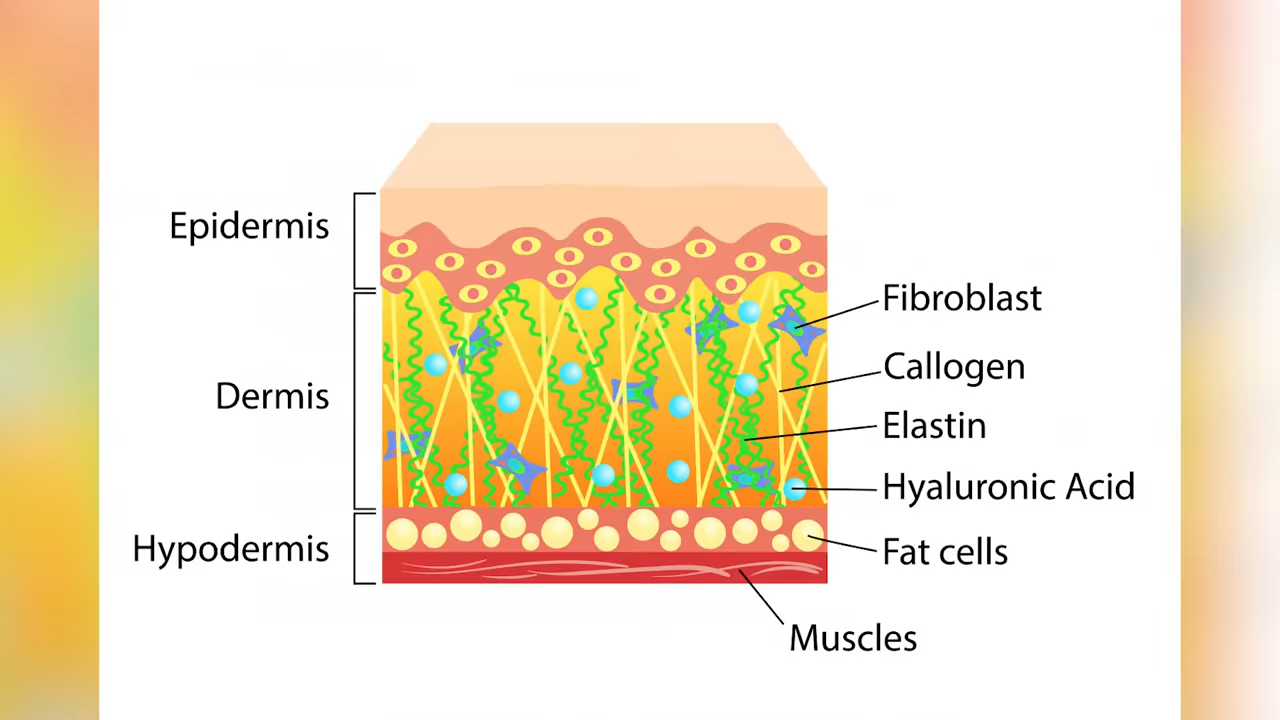 Epidermis
Dermis
Hypodermis
Fibroblast
Callogen
Elastin
Hyaluronic Acid
Fat cells
Muscles